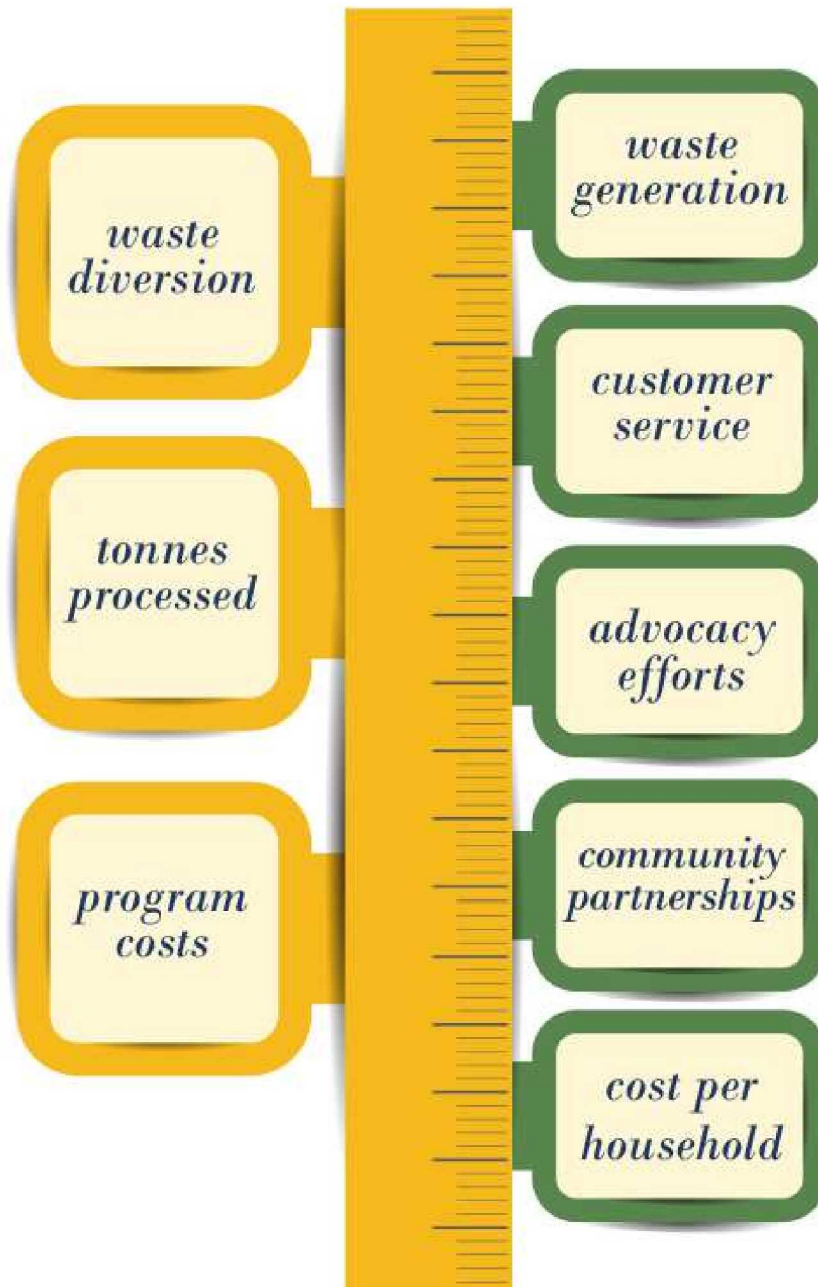 waste
diversion
tonnes
processed
program
costs
waste
generation
customer
service
advocacy
efforts
community
partnerships
cost per
household